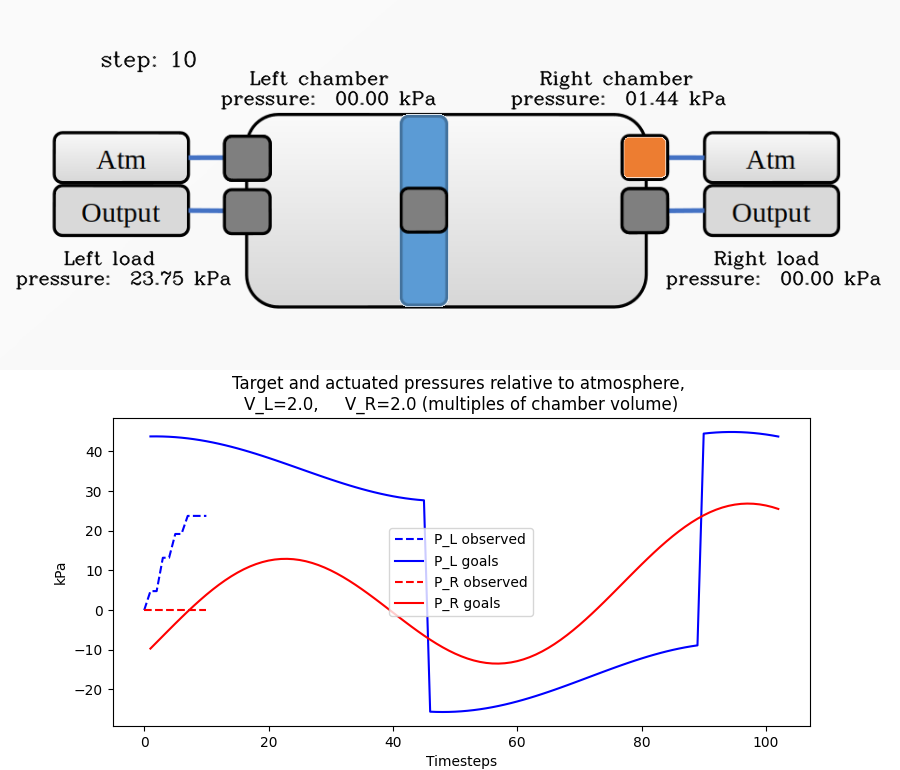 step: 10
Left chamber
pressure: 00.00 kPa
Right chamber
pressure: 01.44 kPa
Atm
Output
Atm
Output
Left load
pressure: 23.75 kPa
Right load
pressure: 00.00 kPa
Target and actuated pressures relative to atmosphere,
V_L=2.0, V_R=2.0 (multiples of chamber volume)
kPa
40
30
20
10
0
−10
−20
P_L observed
P_L goals
P_R observed
P_R goals
0 20 40 60 80 100
Timesteps